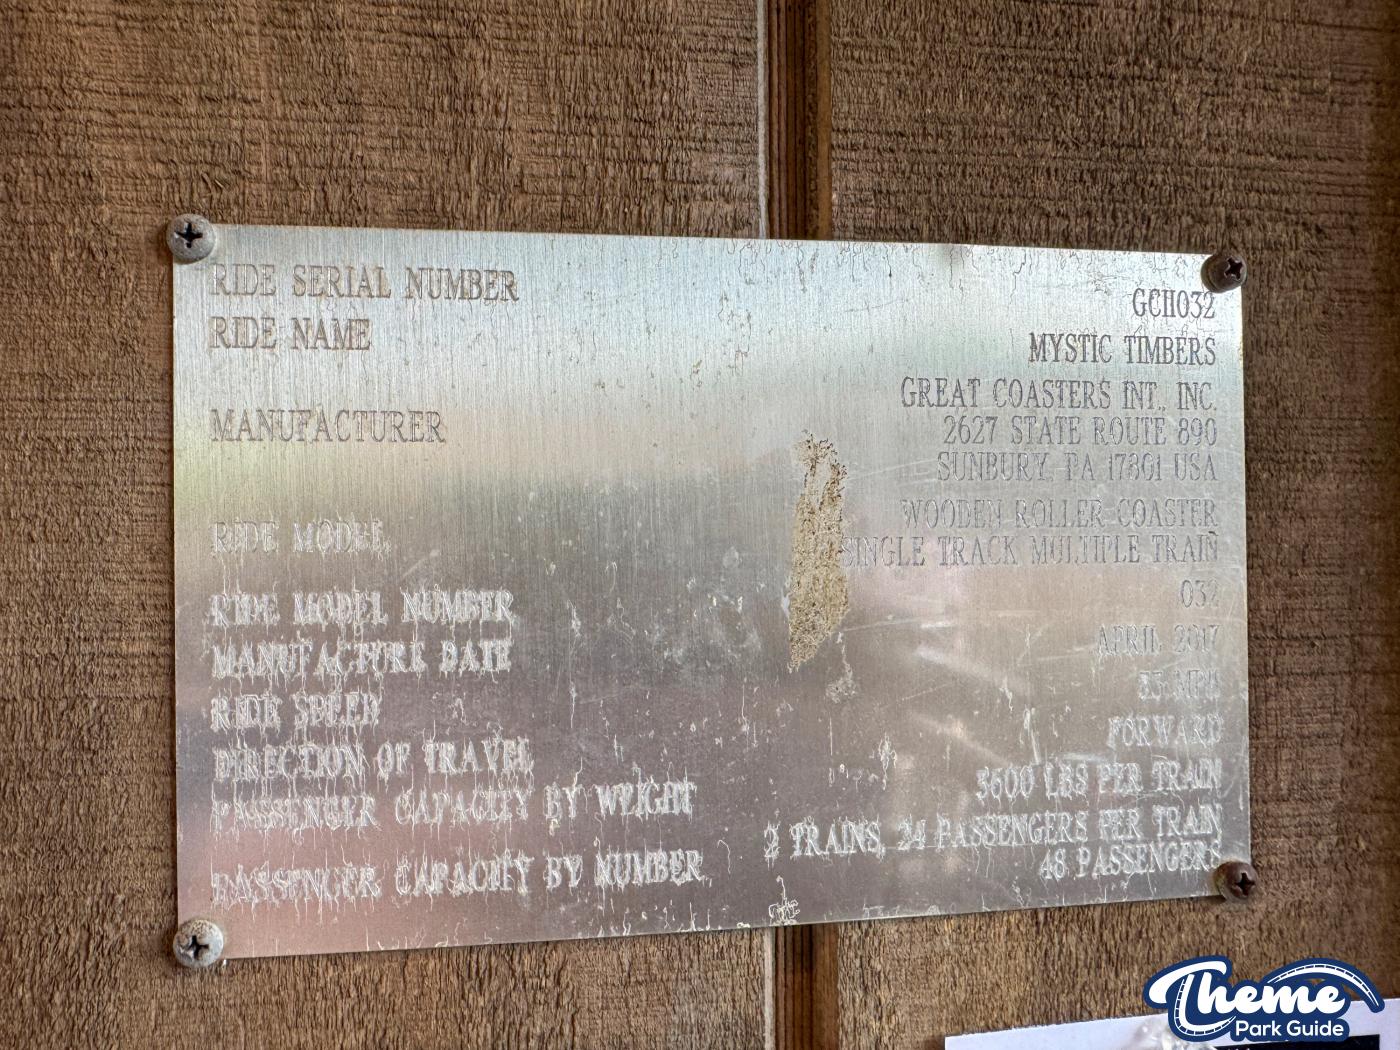 RIDE SERIAL NUMBER GCII032
RIDE NAME MYSTIC TIMBERS
MANUFACTURER GREAT COASTERS INT., INC.
2627 STATE ROUTE 890
SUNBURY, PA 17801 USA
RIDE MODEL WOODEN ROLLER COASTER
SINGLE TRACK MULTIPLE TRAIN
RIDE MODEL NUMBER 032
MANUFACTURE DATE APRIL 2017
RIDE SPEED MPH
DIRECTION OF TRAVEL FORWARD
PASSENGER CAPACITY BY WEIGHT LBS PER TRAIN
PASSENGER CAPACITY BY NUMBER 2 TRAINS, 24 PASSENGERS PER TRAIN
48 PASSENGERS
Theme
Park Guide